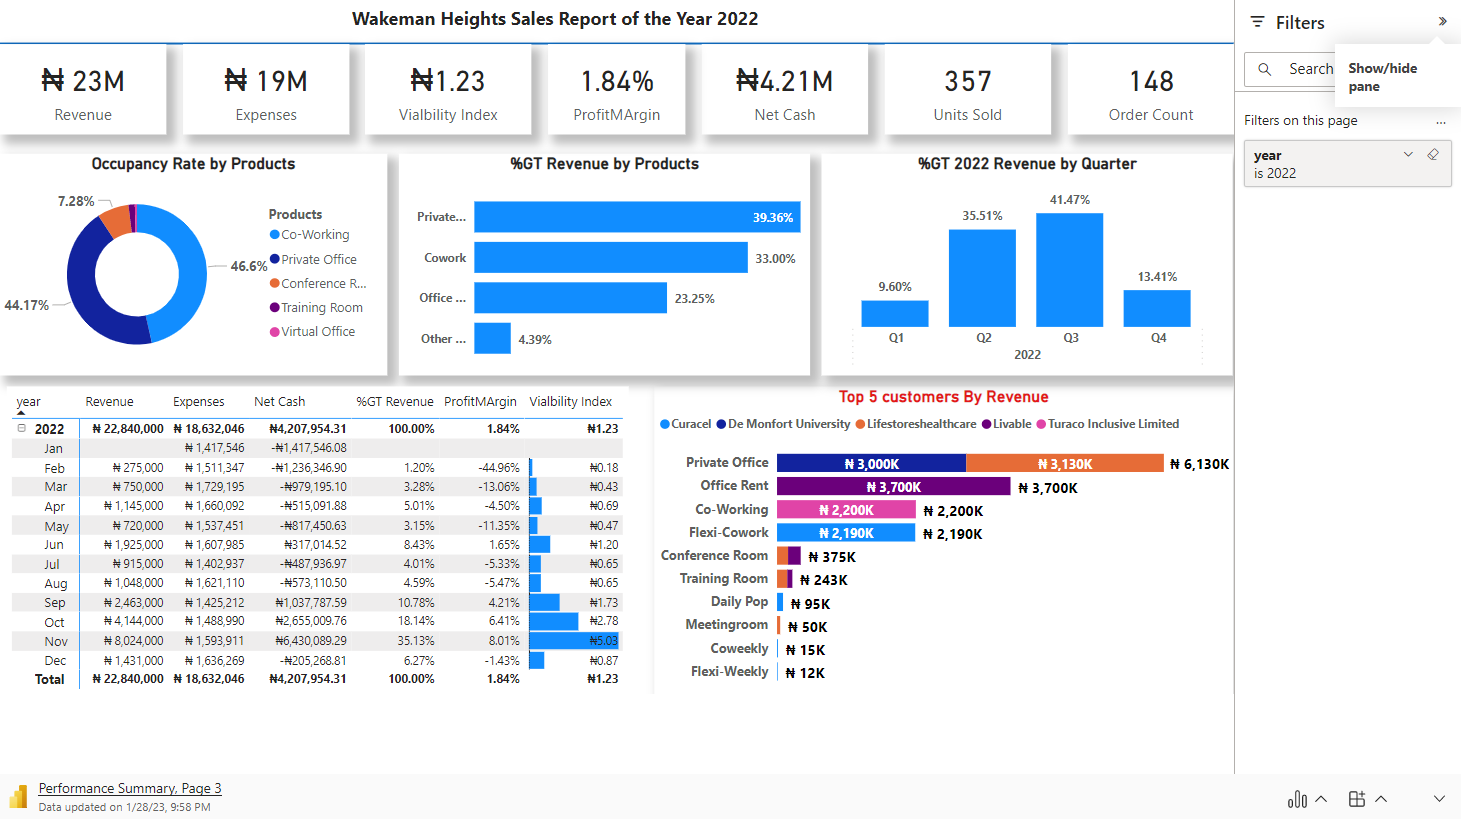 Wakeman Heights Sales Report of the Year 2022
₦ 23M
Revenue
₦ 19M
Expenses
₦1.23
Vialbility Index
1.84%
ProfitMArgin
₦4.21M
Net Cash
357
Units Sold
148
Order Count
Occupancy Rate by Products
7.28%
46.6%
44.17%
Products
Co-Working
Private Office
Conference R...
Training Room
Virtual Office
%GT Revenue by Products
Private... 39.36%
Cowork 33.00%
Office ... 23.25%
Other ... 4.39%
%GT 2022 Revenue by Quarter
9.60% 35.51% 41.47% 13.41%
Q1 Q2 Q3 Q4
2022
year Revenue Expenses Net Cash %GT Revenue ProfitMArgin Vialbility Index
2022 ₦ 22,840,000 ₦ 18,632,046 ₦4,207,954.31 100.00% 1.84% ₦1.23
Jan ₦ 1,417,546 -₦1,417,546.08
Feb ₦ 275,000 ₦ 1,511,347 -₦1,236,346.90 1.20% -44.96% ₦0.18
Mar ₦ 750,000 ₦ 1,729,195 -₦979,195.10 3.28% -13.06% ₦0.43
Apr ₦ 1,145,000 ₦ 1,660,092 -₦515,091.88 5.01% -4.50% ₦0.69
May ₦ 720,000 ₦ 1,537,451 -₦817,450.63 3.15% -11.35% ₦0.47
Jun ₦ 1,925,000 ₦ 1,607,985 ₦317,014.52 8.43% 1.65% ₦1.20
Jul ₦ 915,000 ₦ 1,402,937 -₦487,936.97 4.01% -5.33% ₦0.65
Aug ₦ 1,048,000 ₦ 1,621,110 -₦573,110.50 4.59% -5.47% ₦0.65
Sep ₦ 2,463,000 ₦ 1,425,212 ₦1,037,787.59 10.78% 4.21% ₦1.73
Oct ₦ 4,144,000 ₦ 1,488,990 ₦2,655,009.76 18.14% 6.41% ₦2.78
Nov ₦ 8,024,000 ₦ 1,593,911 ₦6,430,089.29 35.13% 8.01% ₦5.03
Dec ₦ 1,431,000 ₦ 1,636,269 -₦205,268.81 6.27% -1.43% ₦0.87
Total ₦ 22,840,000 ₦ 18,632,046 ₦4,207,954.31 100.00% 1.84% ₦1.23
Top 5 customers By Revenue
Curacel De Monfort University Lifestoreshealthcare Livable Turaco Inclusive Limited
Private Office ₦ 3,000K ₦ 3,130K ₦ 6,130K
Office Rent ₦ 3,700K ₦ 3,700K
Co-Working ₦ 2,200K ₦ 2,200K
Flexi-Cowork ₦ 2,190K ₦ 2,190K
Conference Room ₦ 375K
Training Room ₦ 243K
Daily Pop ₦ 95K
Meetingroom ₦ 50K
Coweekly ₦ 15K
Flexi-Weekly ₦ 12K
Filters
Search
Show/hide
pane
Filters on this page ...
year
is 2022
Performance Summary, Page 3
Data updated on 1/28/23, 9:58 PM